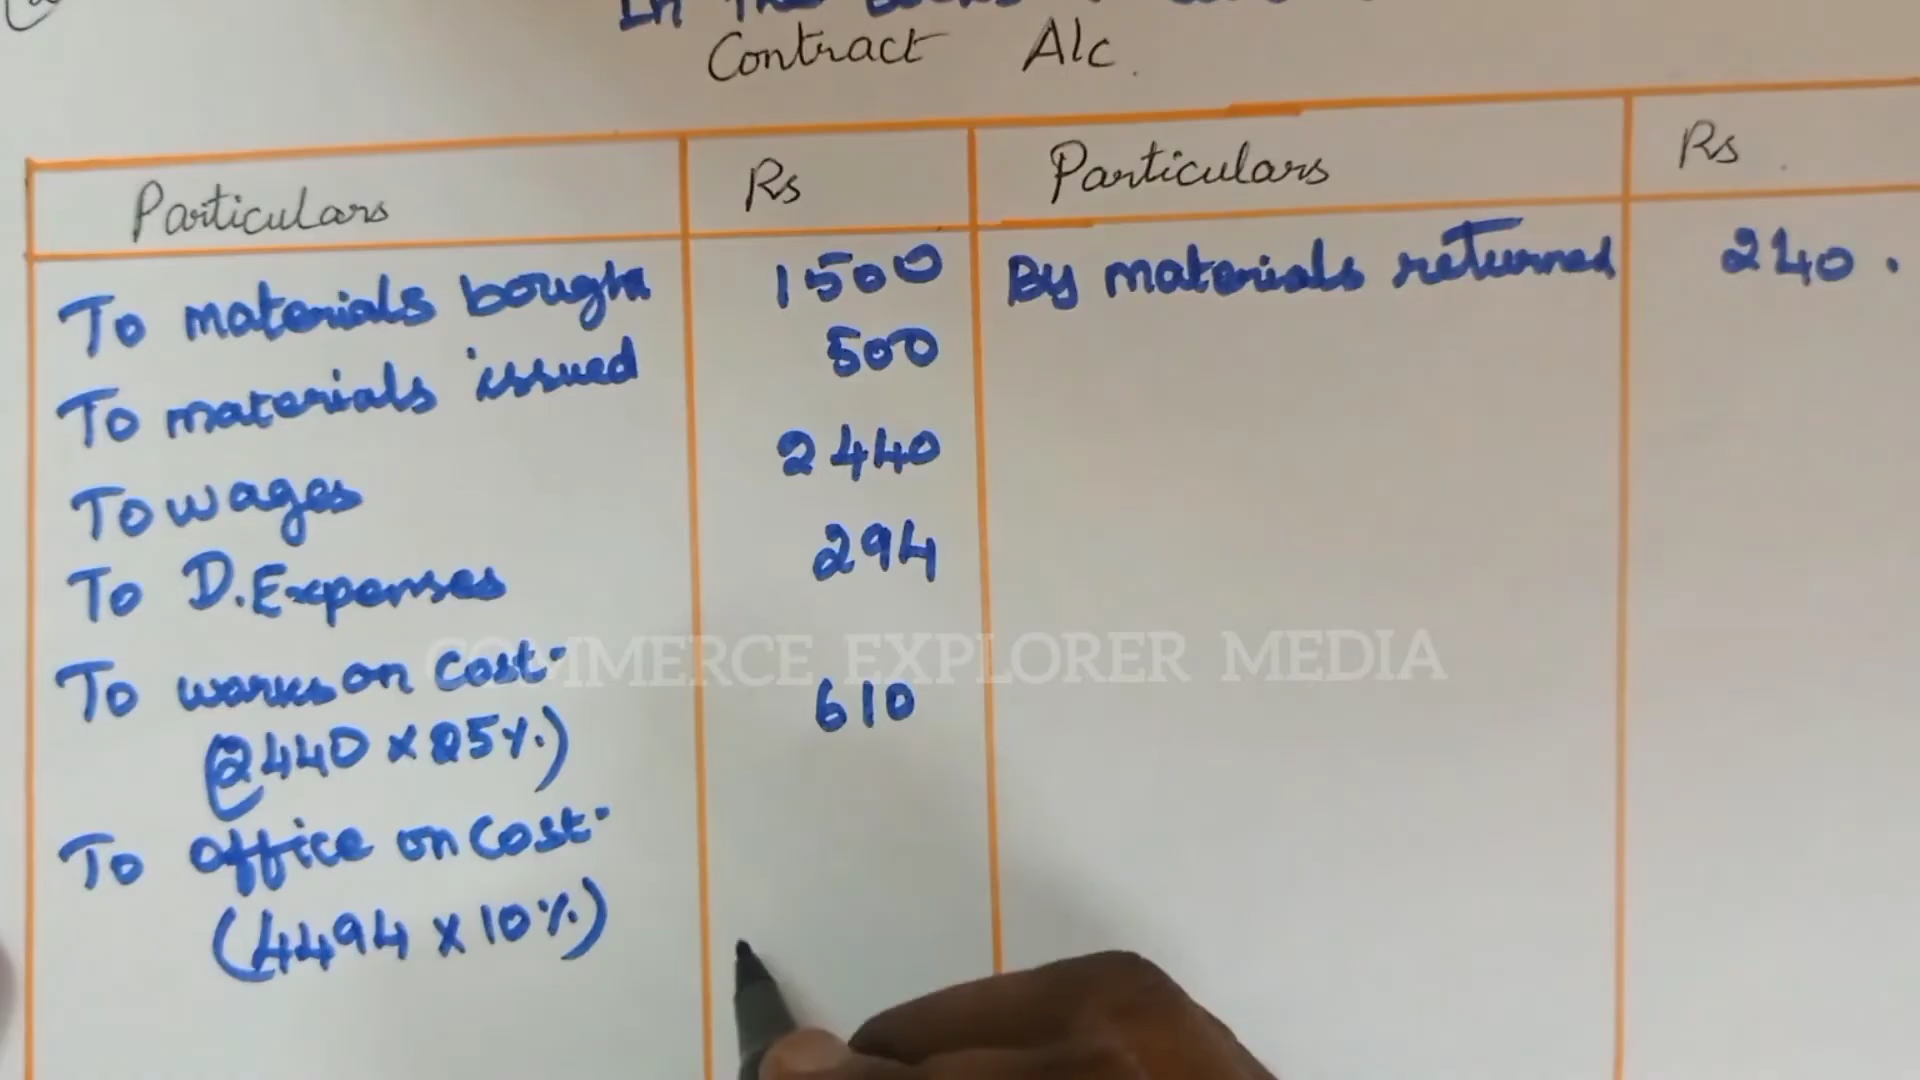 Contract A/c.
Particulars Rs Particulars Rs
To materials bought 1500 By materials returned 240.
To materials issued 500
To wages 2440
To D.Expenses 294
To works on cost-
(2440 x 25%) 610
To office on cost-
(4494 x 10%)
COMMERCE EXPLORER MEDIA